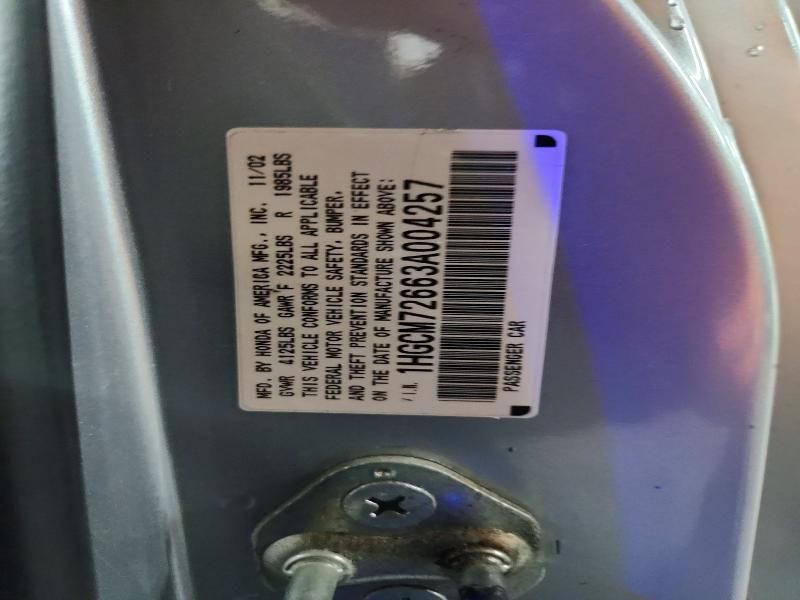 MFD. BY HONDA OF AMERICA MFG., INC. 11/02
GVWR 4125LBS GAWR F 2225LBS R 1985LBS
THIS VEHICLE CONFORMS TO ALL APPLICABLE
FEDERAL MOTOR VEHICLE SAFETY, BUMPER,
AND THEFT PREVENTION STANDARDS IN EFFECT
ON THE DATE OF MANUFACTURE SHOWN ABOVE:
V.I.N. 1HGCM72663A004257
PASSENGER CAR